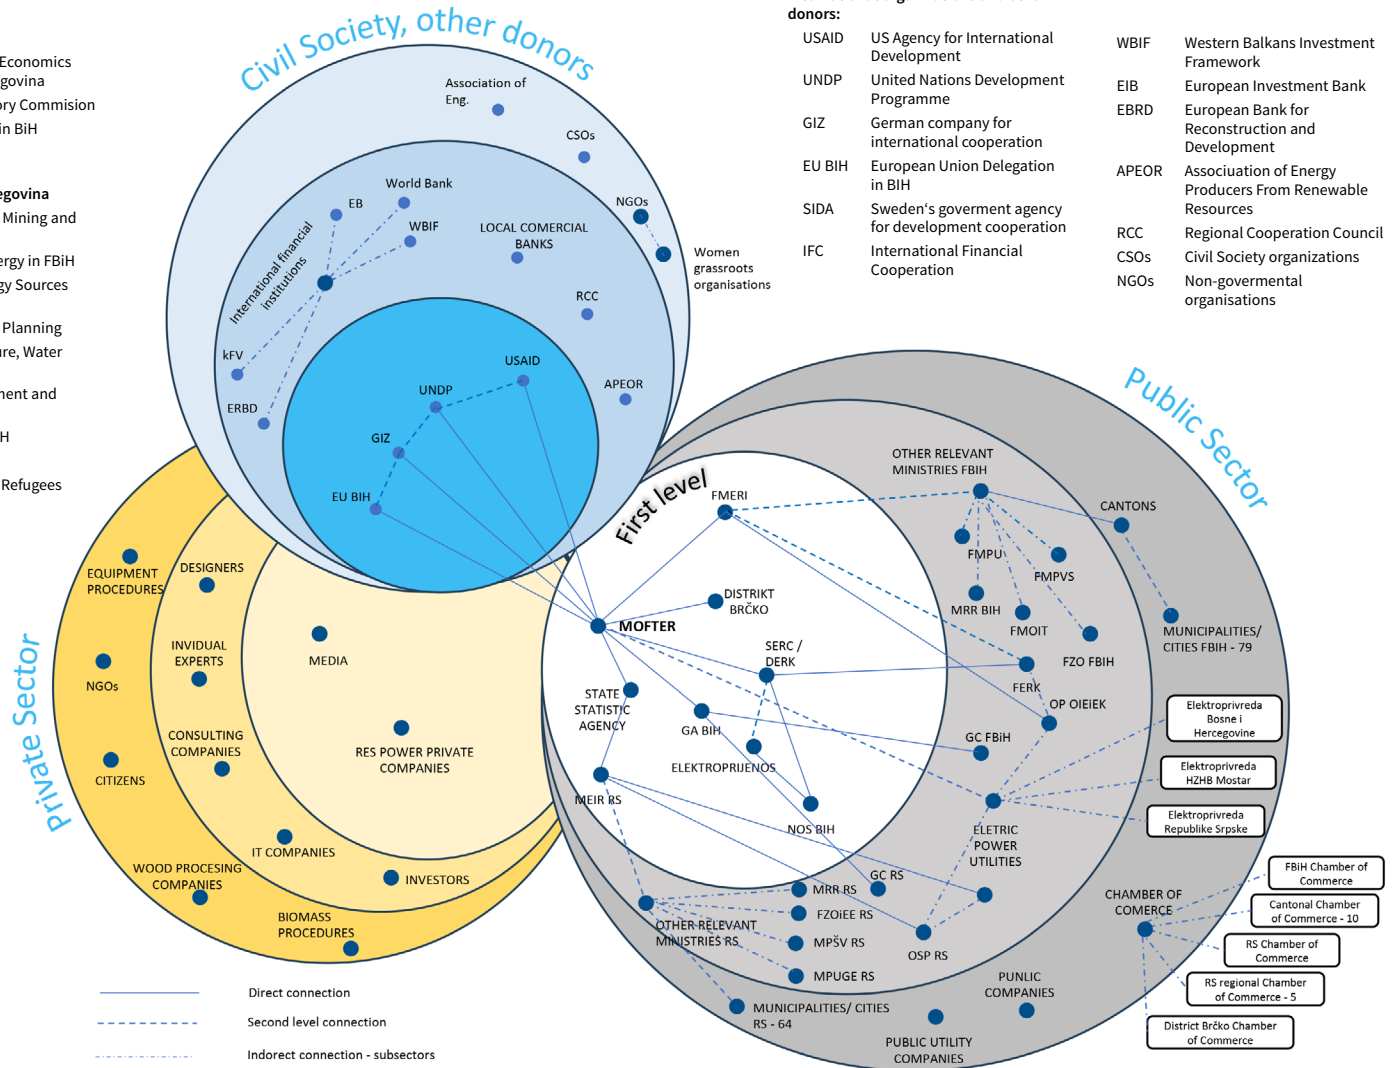 Economics
govina
ory Commision
in BiH
egovina
Mining and
ergy in FBiH
gy Sources
Planning
ure, Water
ment and
H
Refugees
Civil Society, other donors
Association of
Eng.
CSOs
NGOs
Women
grassroots
organisations
World Bank
EB
WBIF
LOCAL COMERCIAL
BANKS
International financial
institutions
RCC
kFV
ERBD
APEOR
USAID
UNDP
GIZ
EU BIH
donors:
USAID US Agency for International
Development
UNDP United Nations Development
Programme
GIZ German company for
international cooperation
EU BIH European Union Delegation
in BIH
SIDA Sweden‘s goverment agency
for development cooperation
IFC International Financial
Cooperation
WBIF Western Balkans Investment
Framework
EIB European Investment Bank
EBRD European Bank for
Reconstruction and
Development
APEOR Associuation of Energy
Producers From Renewable
Resources
RCC Regional Cooperation Council
CSOs Civil Society organizations
NGOs Non-govermental
organisations
Private Sector
EQUIPMENT
PROCEDURES
DESIGNERS
NGOs
INVIDUAL
EXPERTS
MEDIA
CITIZENS
CONSULTING
COMPANIES
RES POWER PRIVATE
COMPANIES
IT COMPANIES
WOOD PROCESING
COMPANIES
INVESTORS
BIOMASS
PROCEDURES
Public Sector
First level
FMERI
OTHER RELEVANT
MINISTRIES FBIH
CANTONS
FMPU
FMPVS
MRR BIH
FMOIT
FZO FBIH
MUNICIPALITIES/
CITIES FBIH - 79
DISTRIKT
BRČKO
MOFTER
SERC /
DERK
FERK
OP OIEIEK
STATE
STATISTIC
AGENCY
GA BIH
GC FBiH
ELEKTROPRIJENOS
MEIR RS
NOS BIH
ELETRIC
POWER
UTILITIES
Elektroprivreda
Bosne i
Hercegovine
Elektroprivreda
HZHB Mostar
Elektroprivreda
Republike Srpske
GC RS
MRR RS
FZOiEE RS
OTHER RELEVANT
MINISTRIES RS
MPŠV RS
MPUGE RS
OSP RS
CHAMBER OF
COMERCE
FBiH Chamber of
Commerce
Cantonal Chamber
of Commerce - 10
RS Chamber of
Commerce
RS regional Chamber
of Commerce - 5
District Brčko Chamber
of Commerce
MUNICIPALITIES/ CITIES
RS - 64
PUNLIC
COMPANIES
PUBLIC UTILITY
COMPANIES
Direct connection
Second level connection
Indorect connection - subsectors